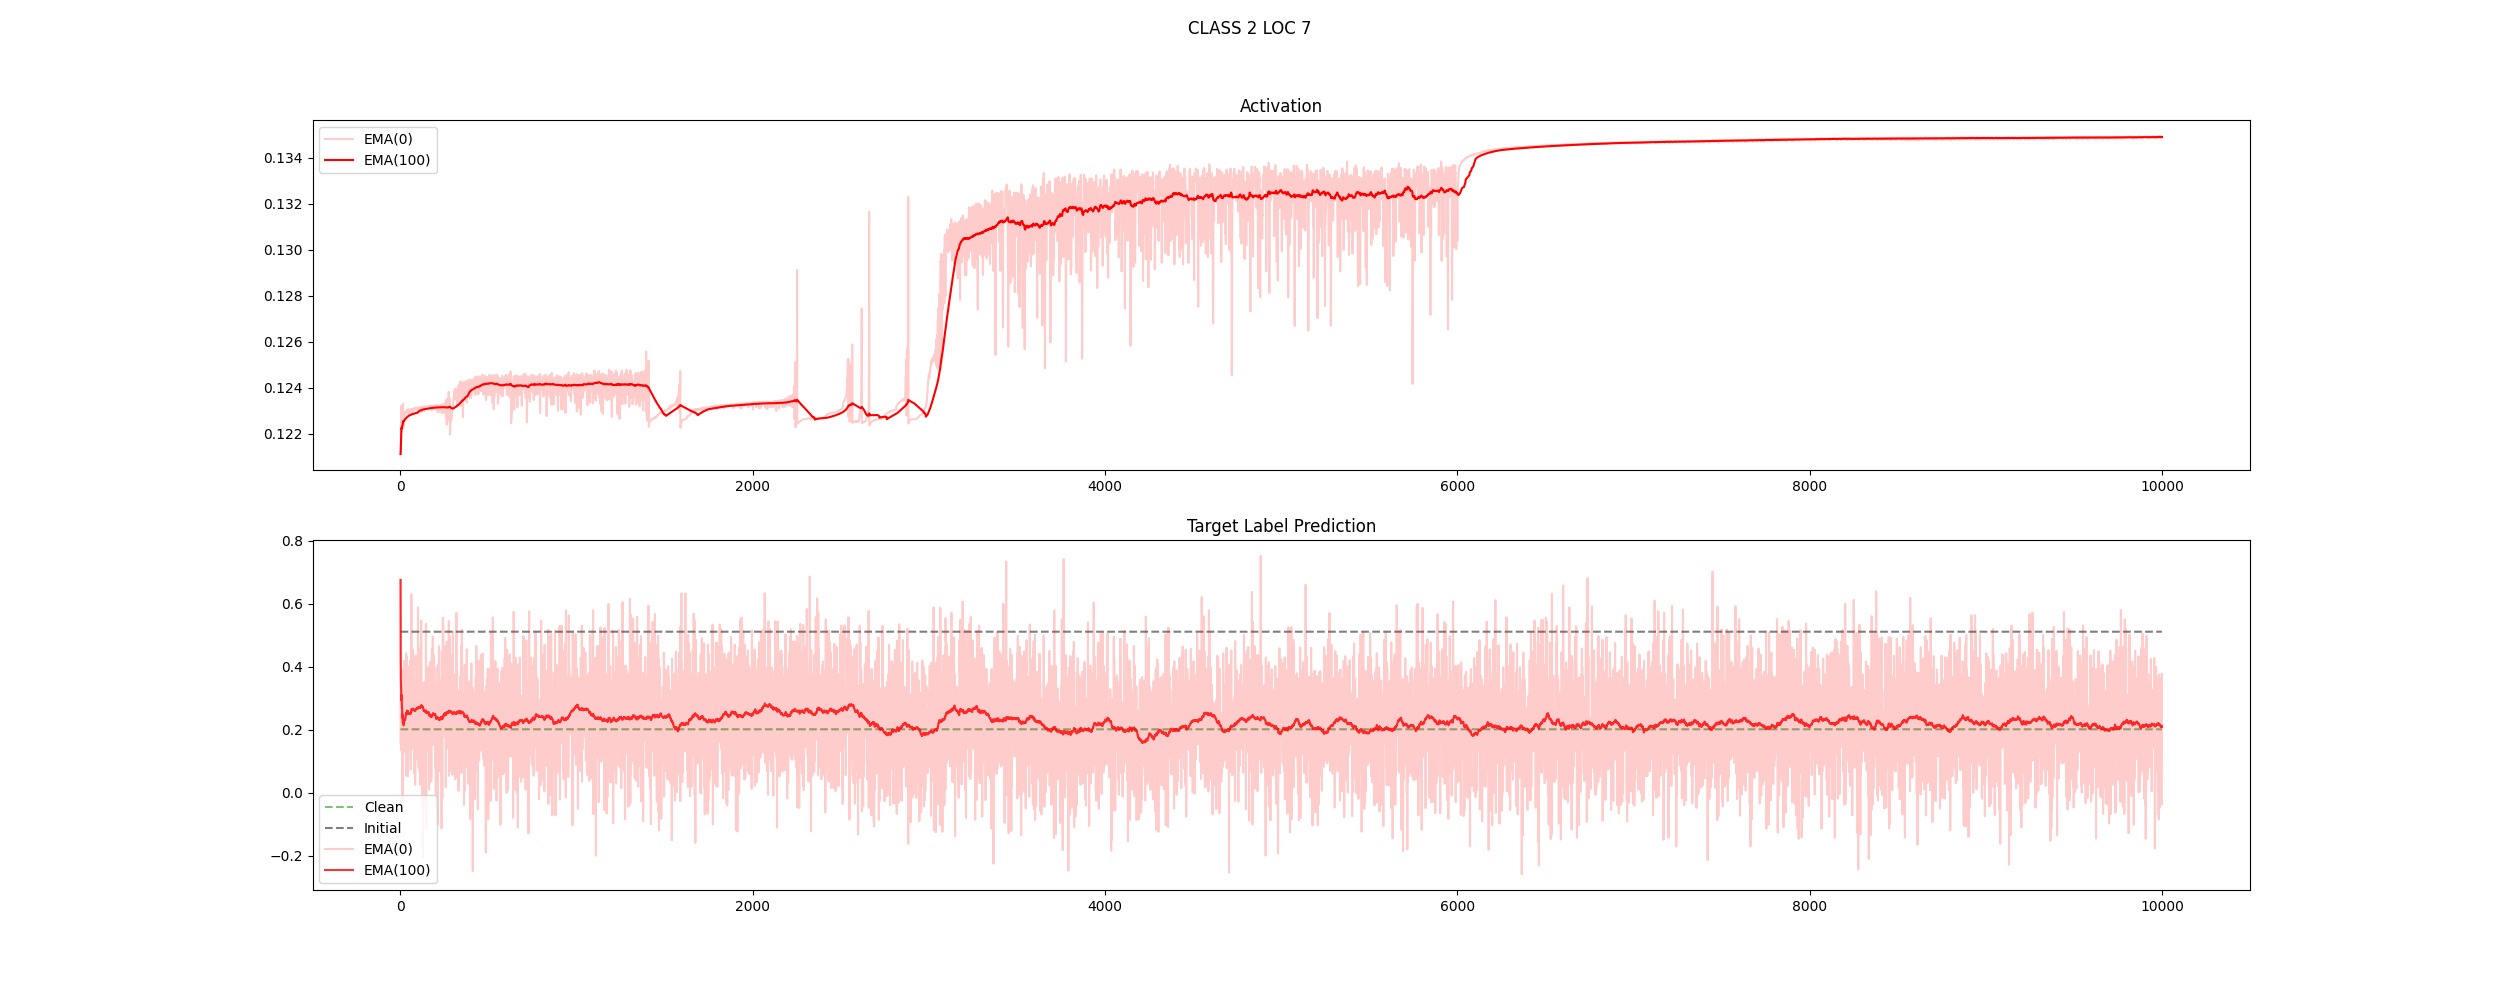 CLASS 2 LOC 7
Activation
EMA(0)
EMA(100)
0.134
0.132
0.130
0.128
0.126
0.124
0.122
0 2000 4000 6000 8000 10000
Target Label Prediction
0.8
0.6
0.4
0.2
0.0
−0.2
Clean
Initial
EMA(0)
EMA(100)
0 2000 4000 6000 8000 10000